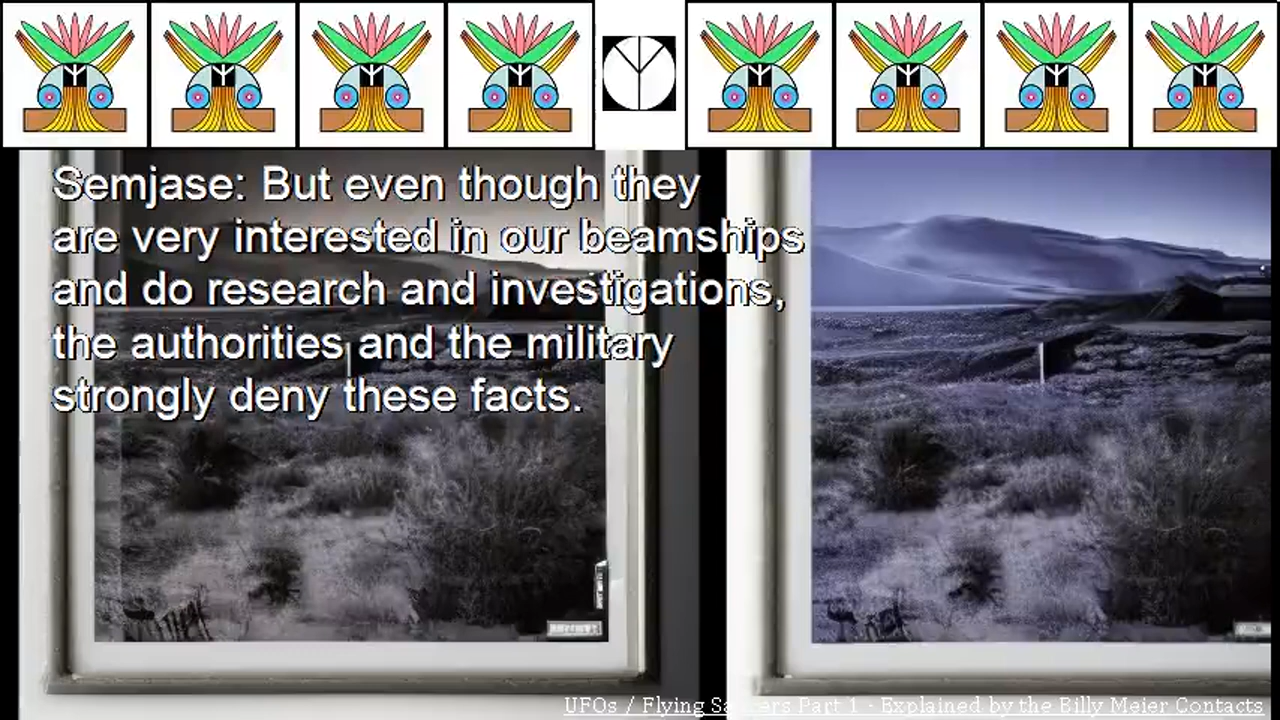 Semjase: But even though they
are very interested in our beamships
and do research and investigations,
the authorities and the military
strongly deny these facts.
UFOs / Flying Saucers Part 1 - Explained by the Billy Meier Contacts